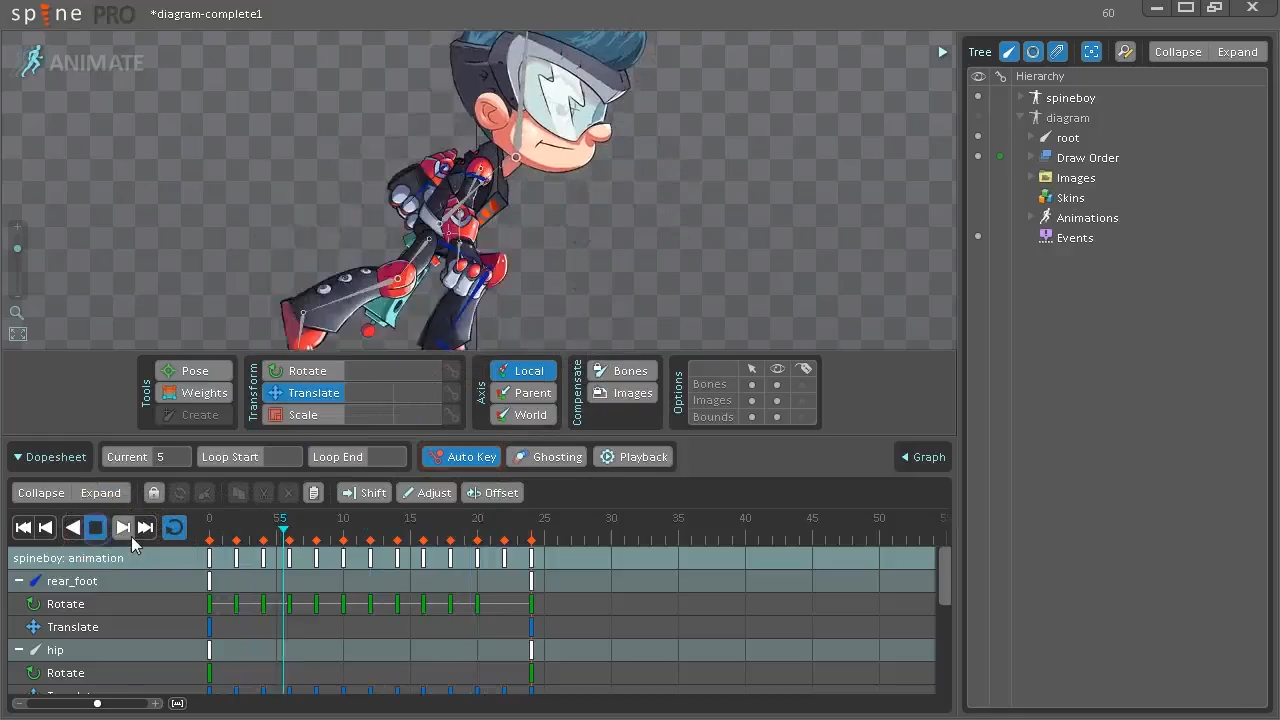 spine PRO *diagram-complete1 60
ANIMATE
Tree Collapse Expand
Hierarchy
spineboy
diagram
root
Draw Order
Images
Skins
Animations
Events
Tools Pose Weights Create
Transform Rotate Translate Scale
Axis Local Parent World
Compensate Bones Images
Options Bones Images Bounds
Dopesheet Current 5 Loop Start Loop End Auto Key Ghosting Playback Graph
Collapse Expand Shift Adjust Offset
0 55 10 15 20 25 30 35 40 45 50
spineboy: animation
rear_foot
Rotate
Translate
hip
Rotate